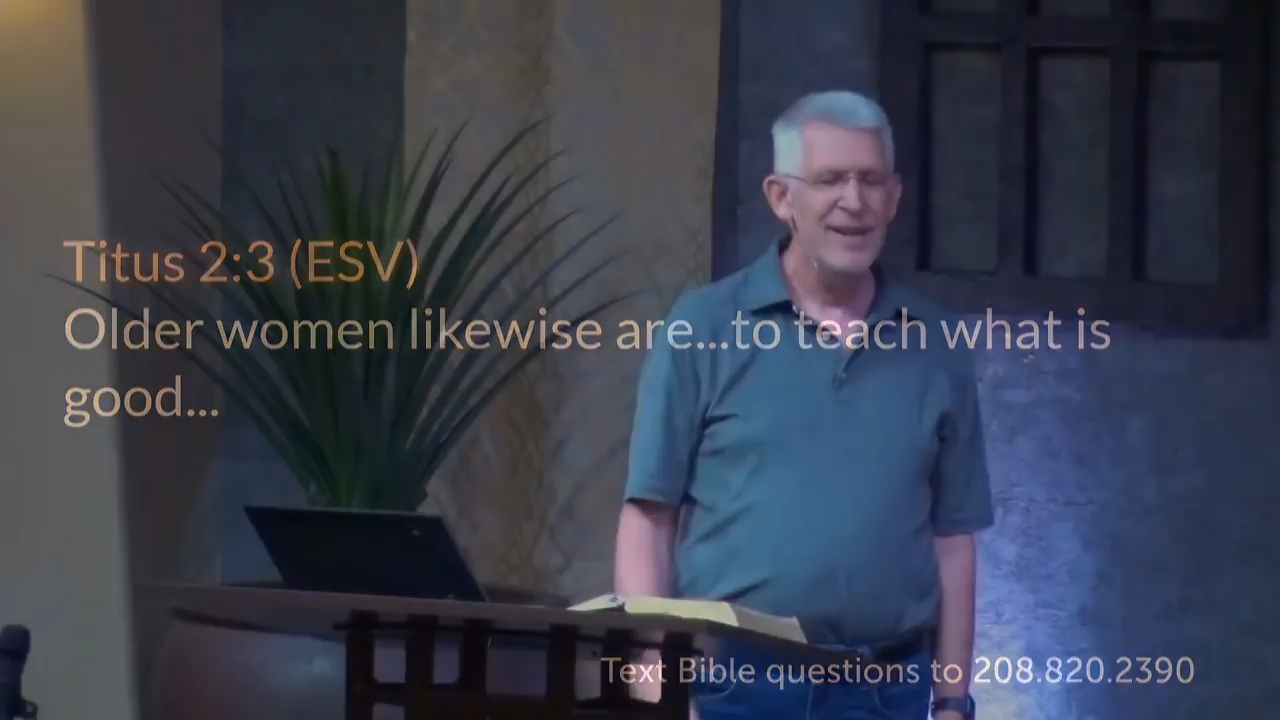 Titus 2:3 (ESV)
Older women likewise are...to teach what is
good...
Text Bible questions to 208.820.2390